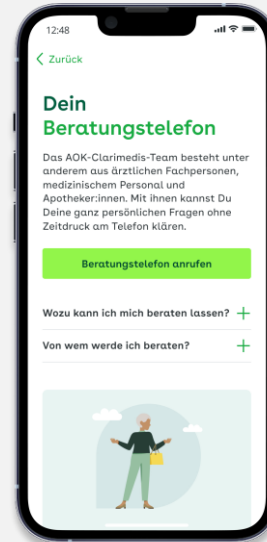 12:48
Zurück
Dein
Beratungstelefon
Das AOK-Clarimedis-Team besteht unter
anderem aus ärztlichen Fachpersonen,
medizinischem Personal und
Apotheker:innen. Mit ihnen kannst Du
Deine ganz persönlichen Fragen ohne
Zeitdruck am Telefon klären.
Beratungstelefon anrufen
Wozu kann ich mich beraten lassen?
Von wem werde ich beraten?